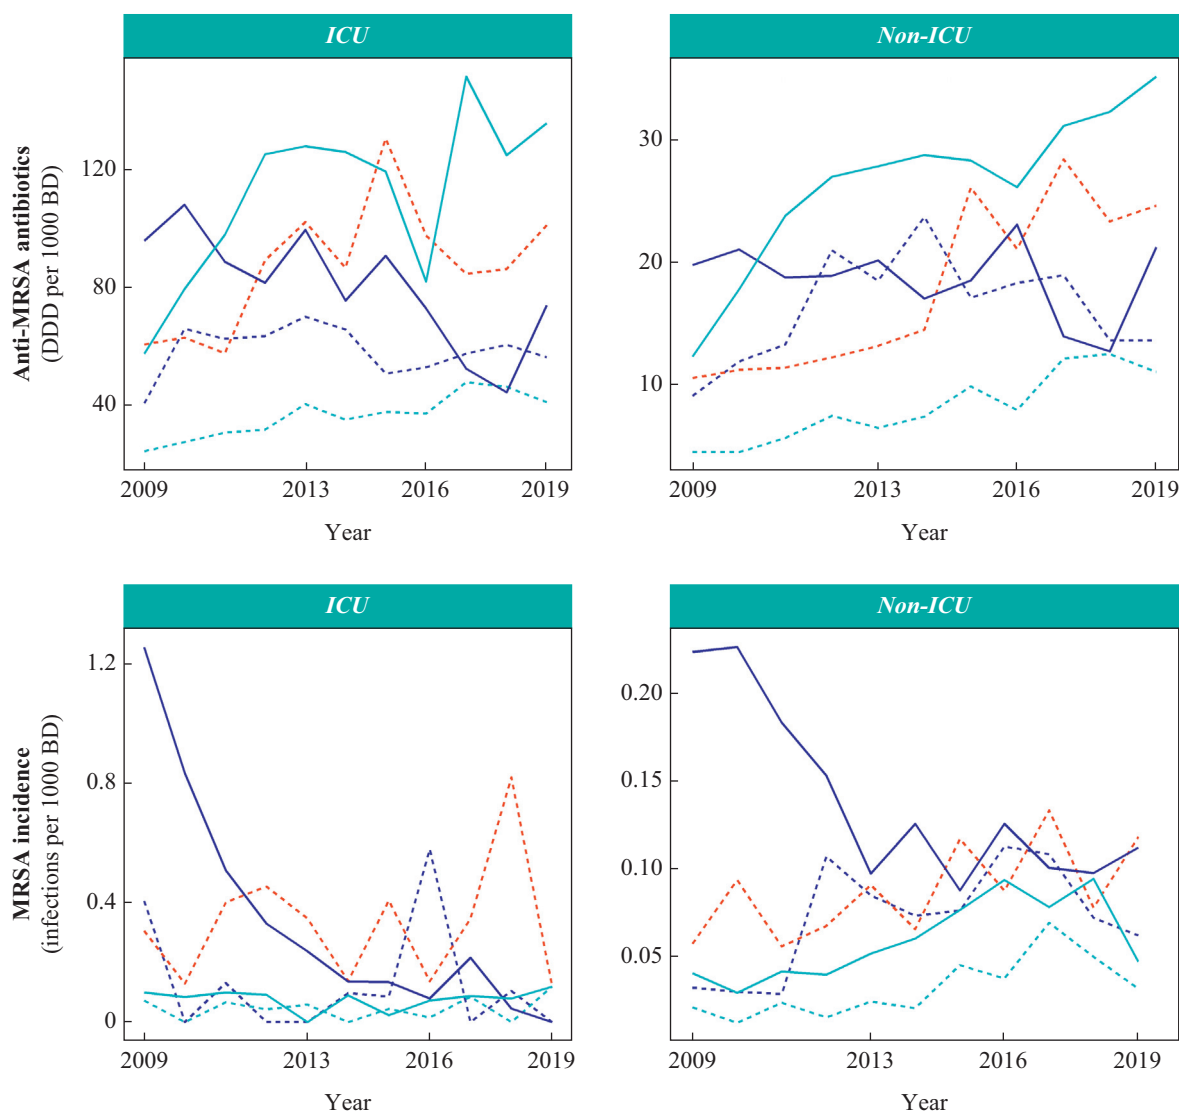 ICU
Non-ICU
Anti-MRSA antibiotics
(DDD per 1000 BD)
120
80
40
30
20
10
2009
2013
2016
2019
2009
2013
2016
2019
Year
Year
ICU
Non-ICU
MRSA incidence
(infections per 1000 BD)
1.2
0.8
0.4
0
0.20
0.15
0.10
0.05
2009
2013
2016
2019
2009
2013
2016
2019
Year
Year